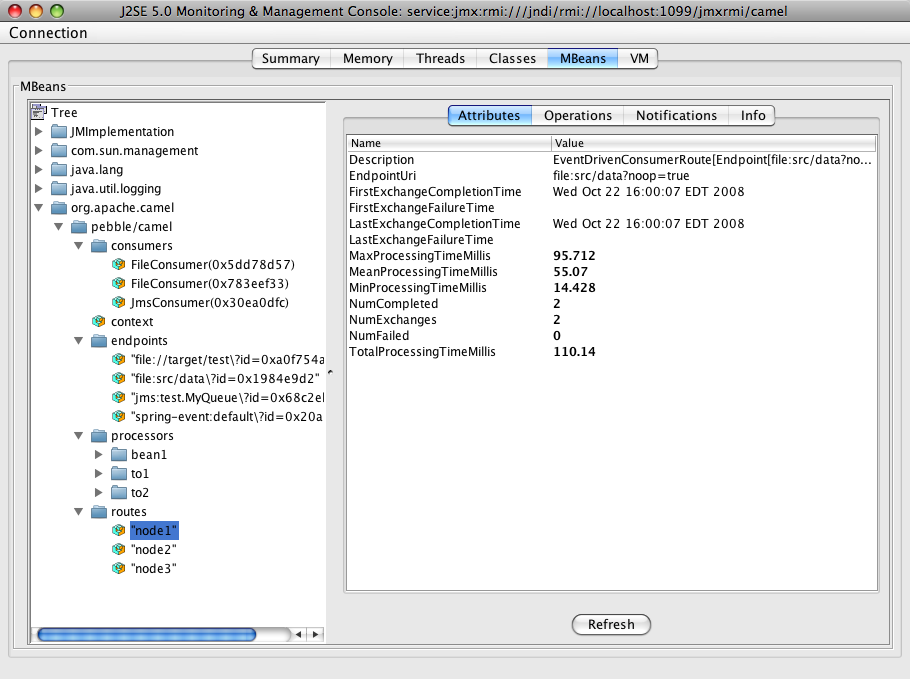 J2SE 5.0 Monitoring & Management Console: service:jmx:rmi:///jndi/rmi://localhost:1099/jmxrmi/camel
Connection
Summary Memory Threads Classes MBeans VM
MBeans
Tree
JMImplementation
com.sun.management
java.lang
java.util.logging
org.apache.camel
pebble/camel
consumers
FileConsumer(0x5dd78d57)
FileConsumer(0x783eef33)
JmsConsumer(0x30ea0dfc)
context
endpoints
"file://target/test\?id=0xa0f754a
"file:src/data\?id=0x1984e9d2"
"jms:test.MyQueue\?id=0x68c2el
"spring-event:default\?id=0x20a
processors
bean1
to1
to2
routes
"node1"
"node2"
"node3"
Attributes Operations Notifications Info
Name Value
Description EventDrivenConsumerRoute[Endpoint[file:src/data?no...
EndpointUri file:src/data?noop=true
FirstExchangeCompletionTime Wed Oct 22 16:00:07 EDT 2008
FirstExchangeFailureTime
LastExchangeCompletionTime Wed Oct 22 16:00:07 EDT 2008
LastExchangeFailureTime
MaxProcessingTimeMillis 95.712
MeanProcessingTimeMillis 55.07
MinProcessingTimeMillis 14.428
NumCompleted 2
NumExchanges 2
NumFailed 0
TotalProcessingTimeMillis 110.14
Refresh